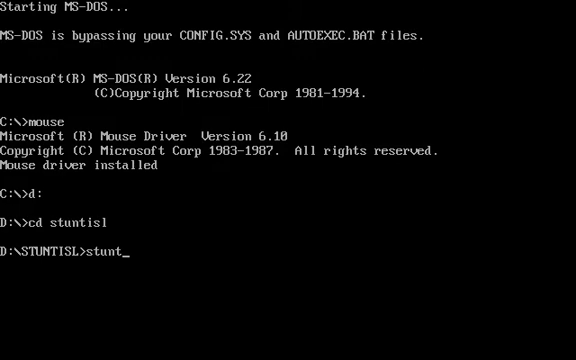 Starting MS-DOS...
MS-DOS is bypassing your CONFIG.SYS and AUTOEXEC.BAT files.
Microsoft(R) MS-DOS(R) Version 6.22
(C)Copyright Microsoft Corp 1981-1994.
C:\>mouse
Microsoft (R) Mouse Driver  Version 6.10
Copyright (C) Microsoft Corp 1983-1987.  All rights reserved.
Mouse driver installed
C:\>d:
D:\>cd stuntisl
D:\STUNTISL>stunt_